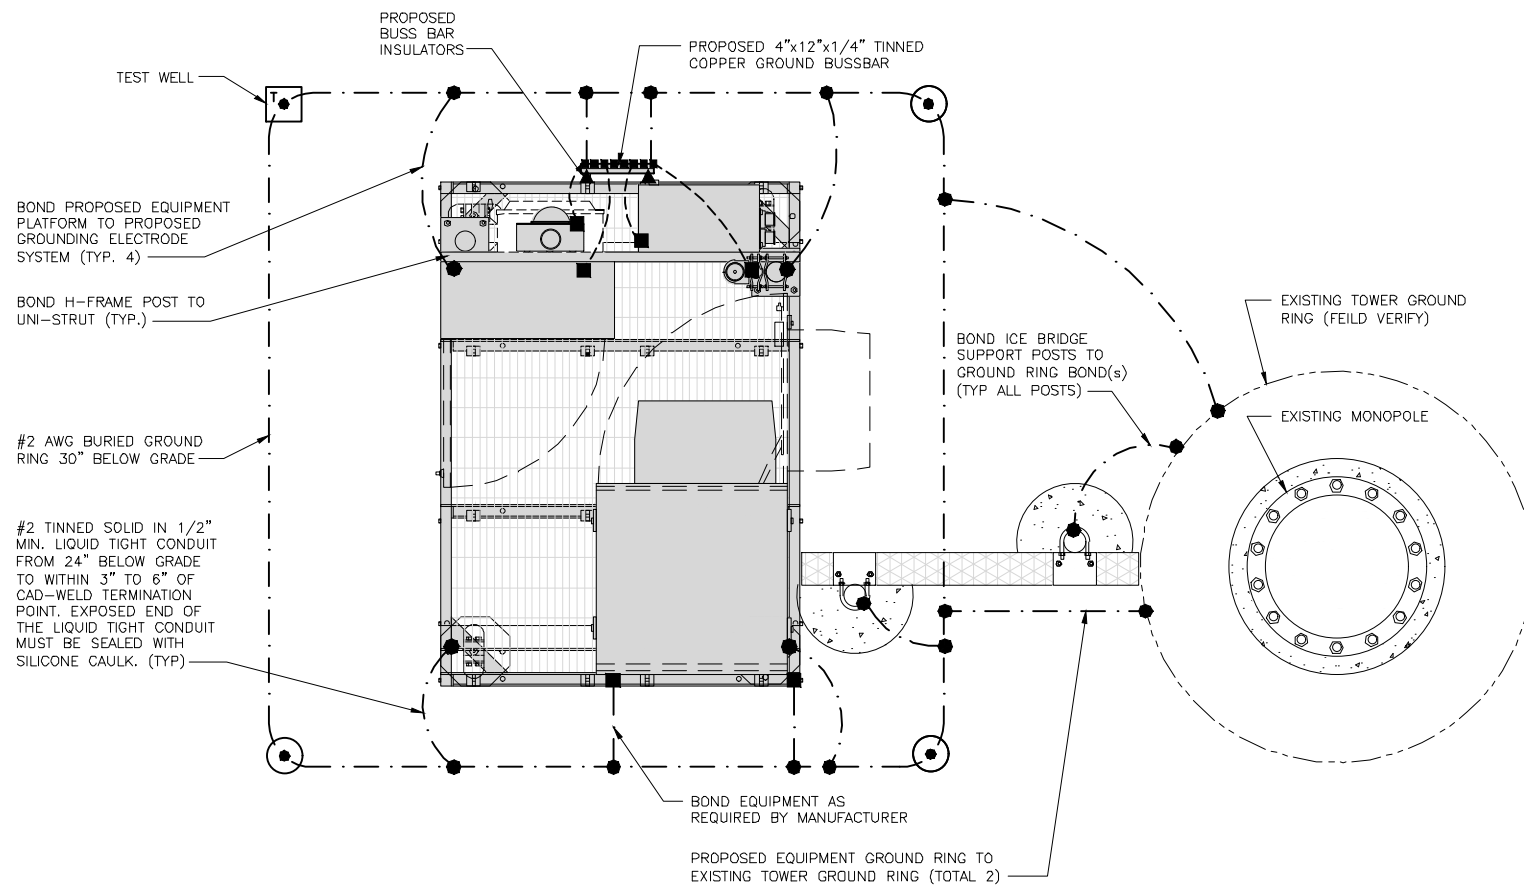 PROPOSED
BUSS BAR
INSULATORS
PROPOSED 4"x12"x1/4" TINNED
COPPER GROUND BUSSBAR
TEST WELL
T
BOND PROPOSED EQUIPMENT
PLATFORM TO PROPOSED
GROUNDING ELECTRODE
SYSTEM (TYP. 4)
BOND H-FRAME POST TO
UNI-STRUT (TYP.)
EXISTING TOWER GROUND
RING (FEILD VERIFY)
BOND ICE BRIDGE
SUPPORT POSTS TO
GROUND RING BOND(s)
(TYP ALL POSTS)
EXISTING MONOPOLE
#2 AWG BURIED GROUND
RING 30" BELOW GRADE
#2 TINNED SOLID IN 1/2"
MIN. LIQUID TIGHT CONDUIT
FROM 24" BELOW GRADE
TO WITHIN 3" TO 6" OF
CAD-WELD TERMINATION
POINT. EXPOSED END OF
THE LIQUID TIGHT CONDUIT
MUST BE SEALED WITH
SILICONE CAULK. (TYP)
BOND EQUIPMENT AS
REQUIRED BY MANUFACTURER
PROPOSED EQUIPMENT GROUND RING TO
EXISTING TOWER GROUND RING (TOTAL 2)